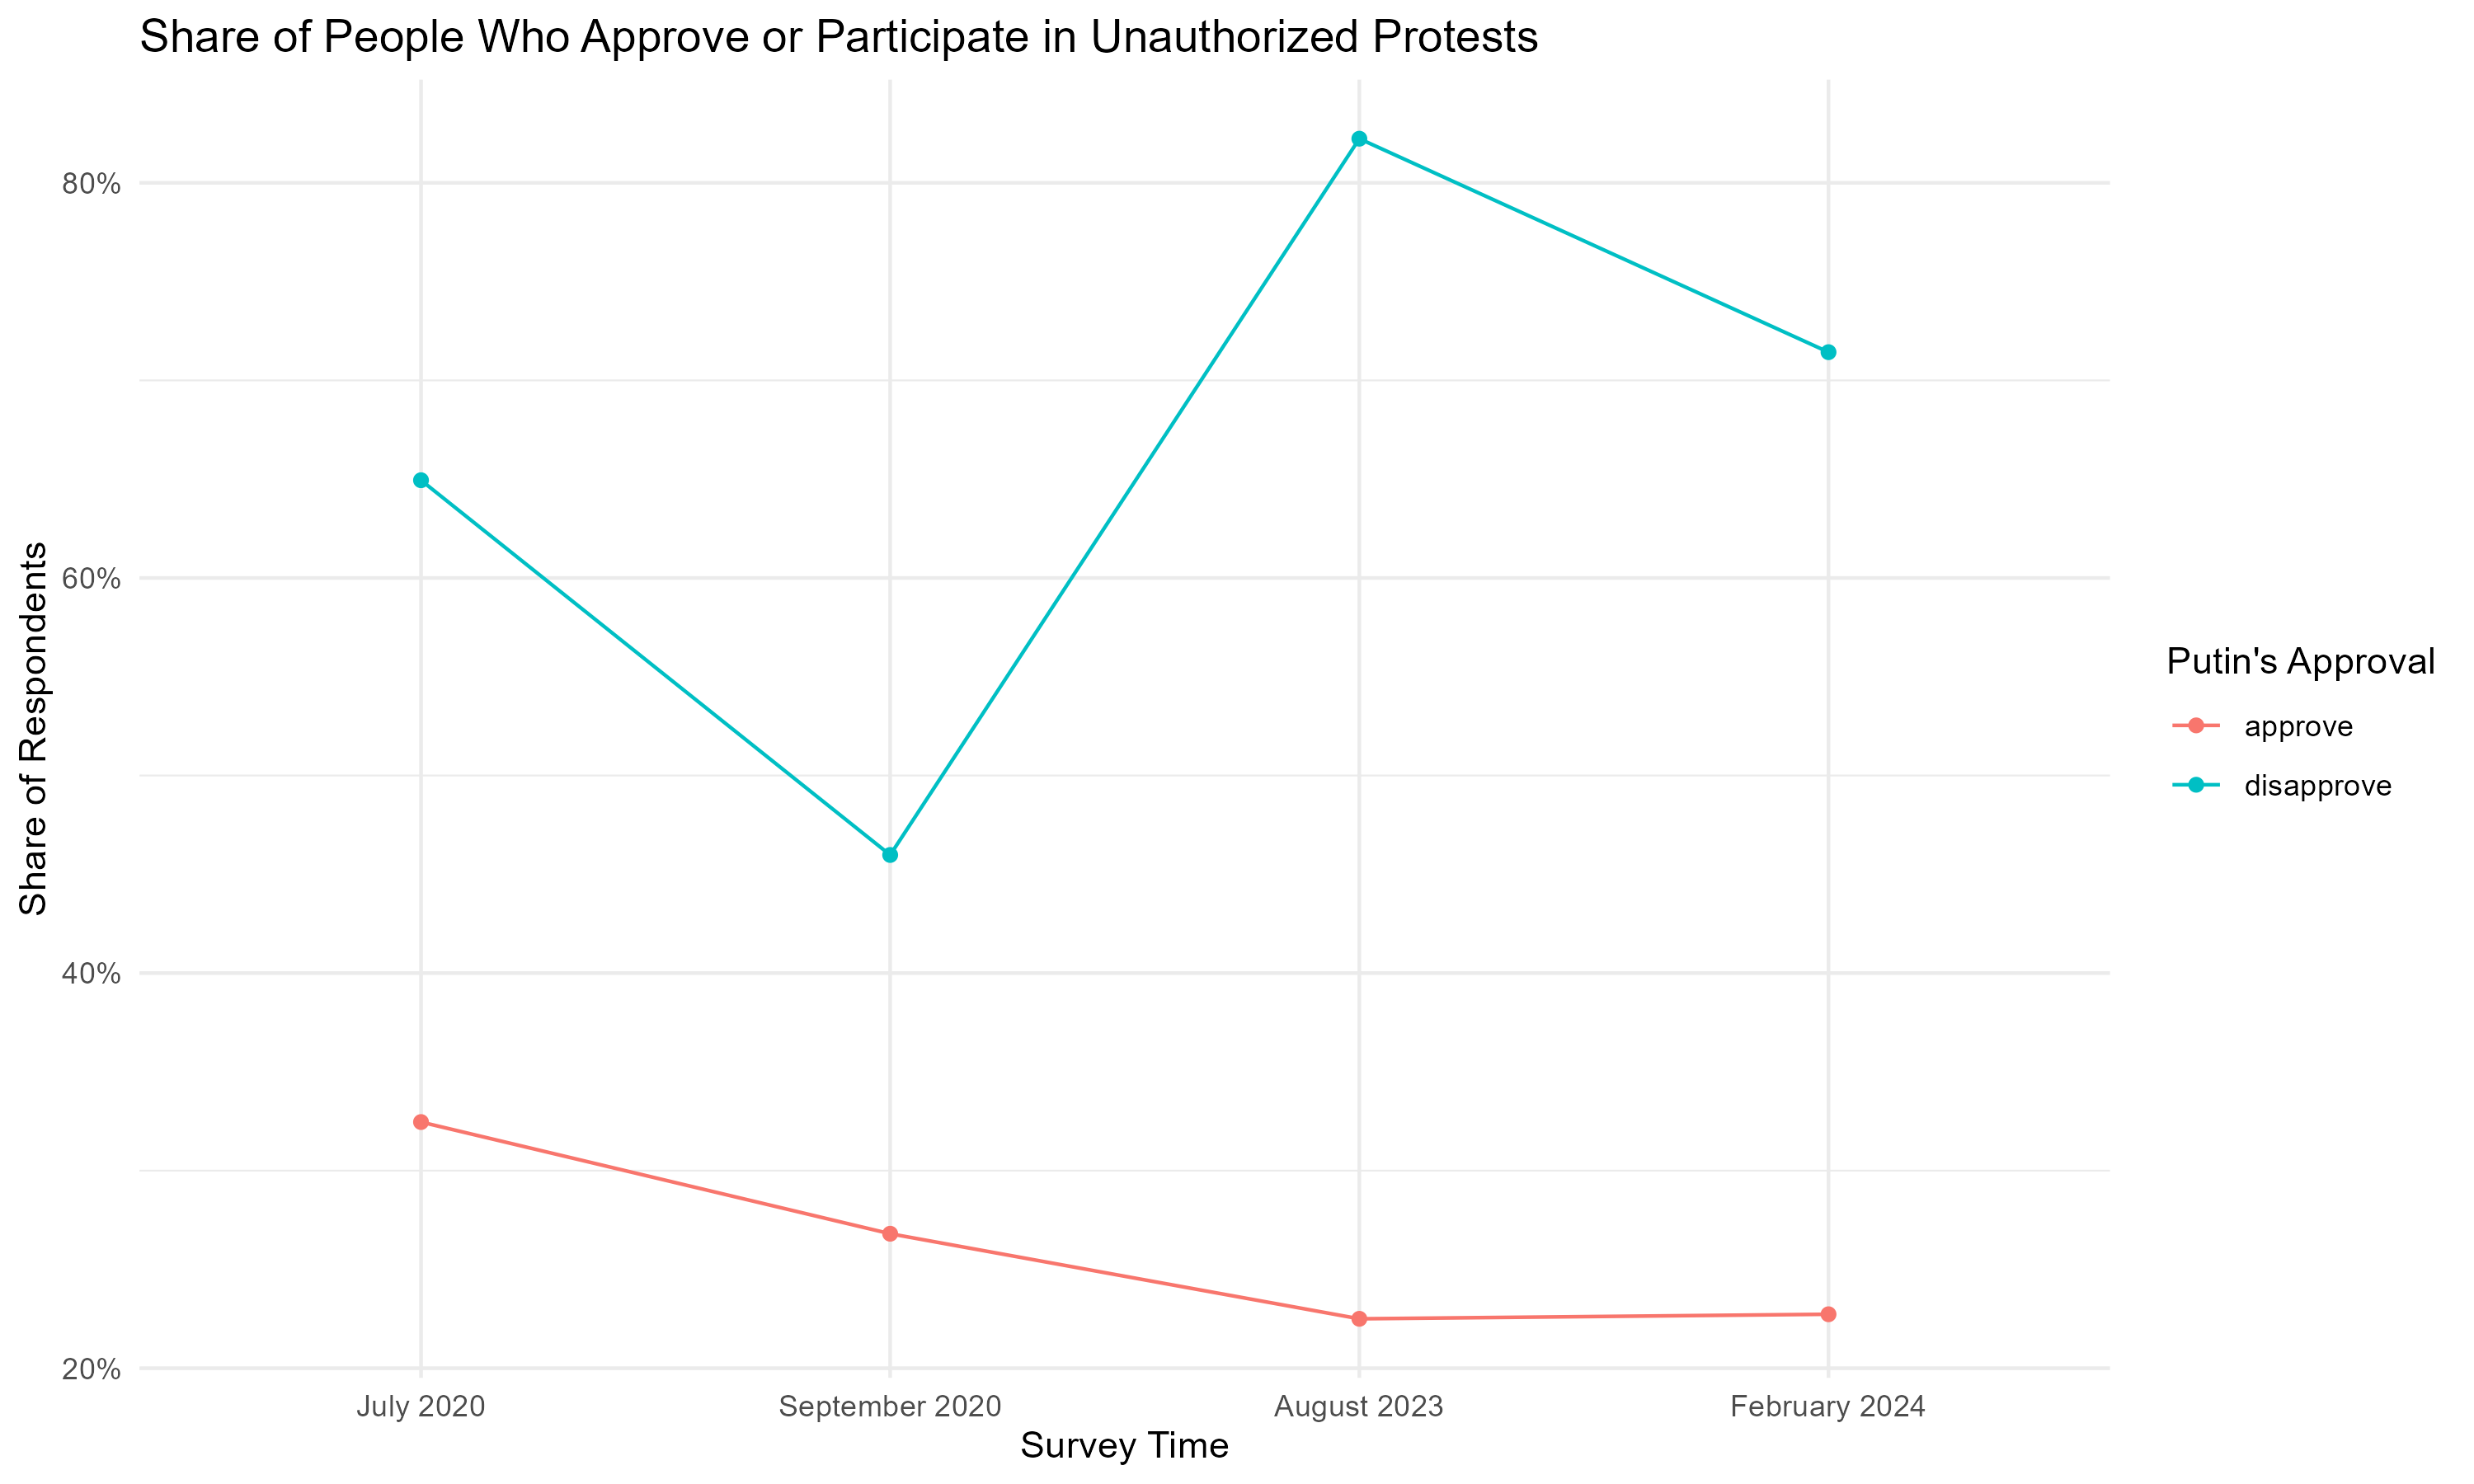 Share of People Who Approve or Participate in Unauthorized Protests
Share of Respondents
80%
60%
40%
20%
July 2020
September 2020
August 2023
February 2024
Survey Time
Putin's Approval
approve
disapprove